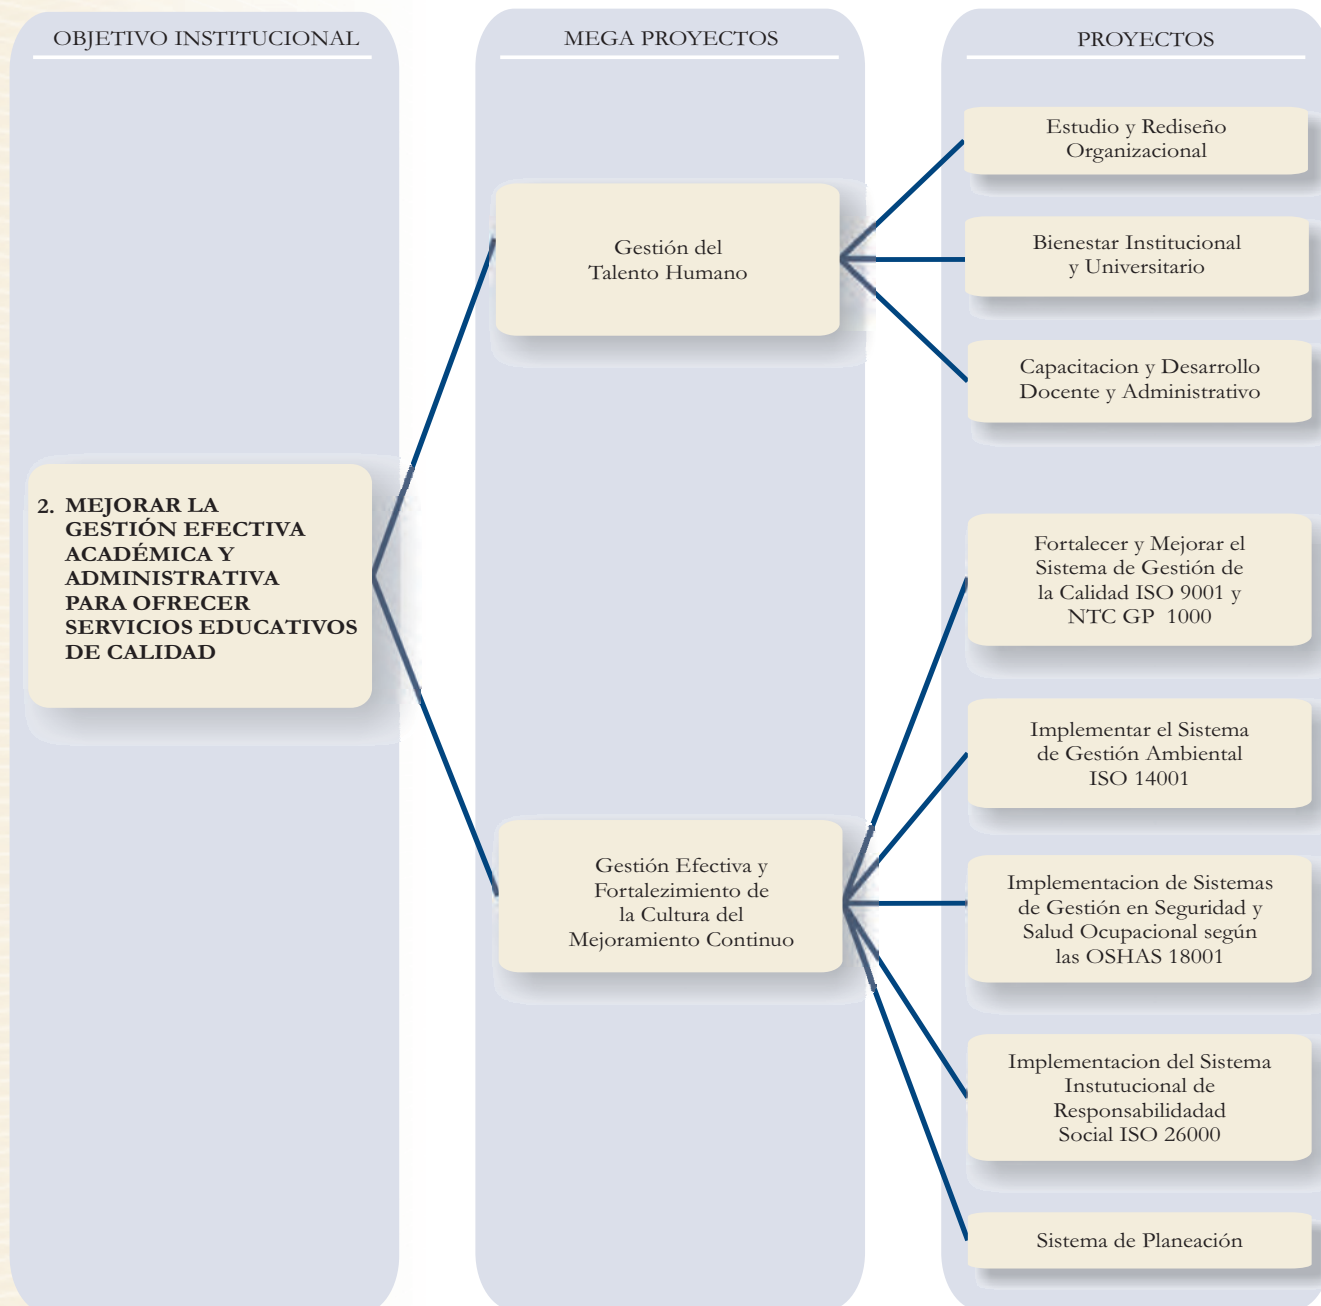 OBJETIVO INSTITUCIONAL
MEGA PROYECTOS
PROYECTOS
2. MEJORAR LA
GESTIÓN EFECTIVA
ACADÉMICA Y
ADMINISTRATIVA
PARA OFRECER
SERVICIOS EDUCATIVOS
DE CALIDAD
Gestión del
Talento Humano
Estudio y Rediseño
Organizacional
Bienestar Institucional
y Universitario
Capacitacion y Desarrollo
Docente y Administrativo
Gestión Efectiva y
Fortalezimiento de
la Cultura del
Mejoramiento Continuo
Fortalecer y Mejorar el
Sistema de Gestión de
la Calidad ISO 9001 y
NTC GP 1000
Implementar el Sistema
de Gestión Ambiental
ISO 14001
Implementacion de Sistemas
de Gestión en Seguridad y
Salud Ocupacional según
las OSHAS 18001
Implementacion del Sistema
Instutucional de
Responsabilidadad
Social ISO 26000
Sistema de Planeación